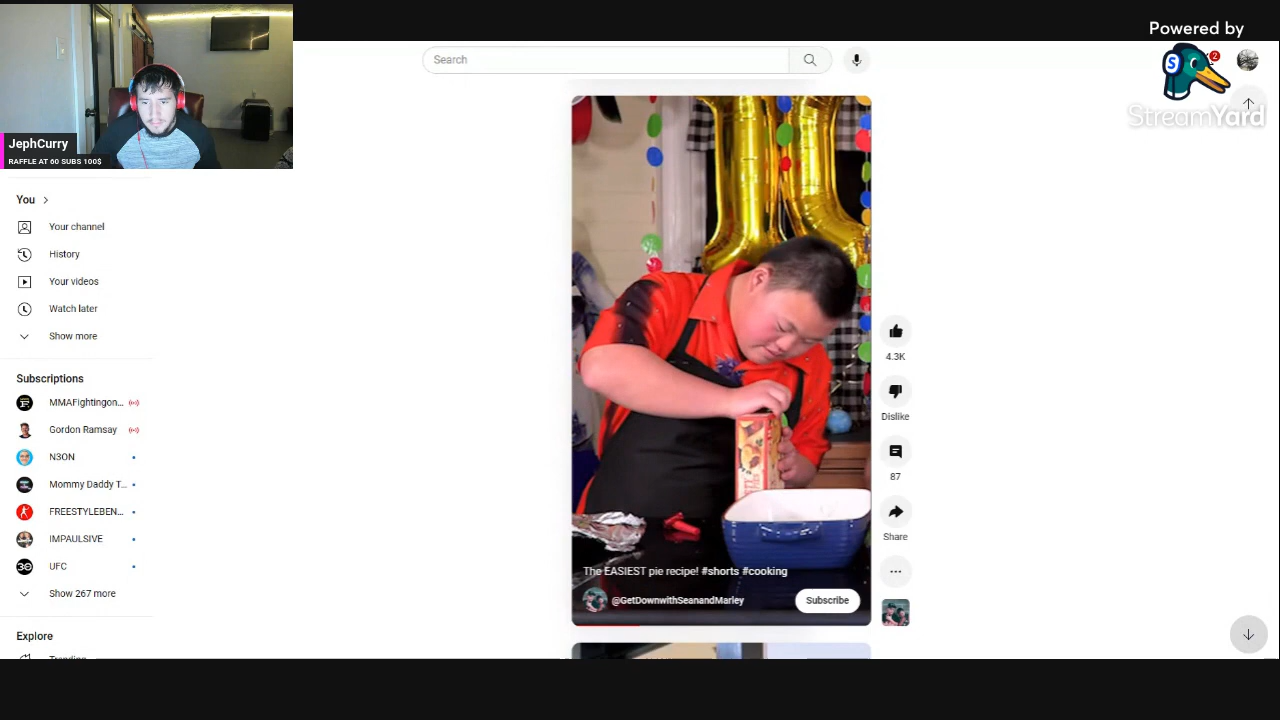 Powered by
Search
2
S
StreamYard
JephCurry
RAFFLE AT 60 SUBS 100$
You
Your channel
History
Your videos
Watch later
Show more
Subscriptions
MMAFightingon...
Gordon Ramsay
N3ON
Mommy Daddy T...
FREESTYLEBEN...
IMPAULSIVE
UFC
Show 267 more
Explore
4.3K
Dislike
87
Share
The EASIEST pie recipe! #shorts #cooking
@GetDownwithSeanandMarley
Subscribe